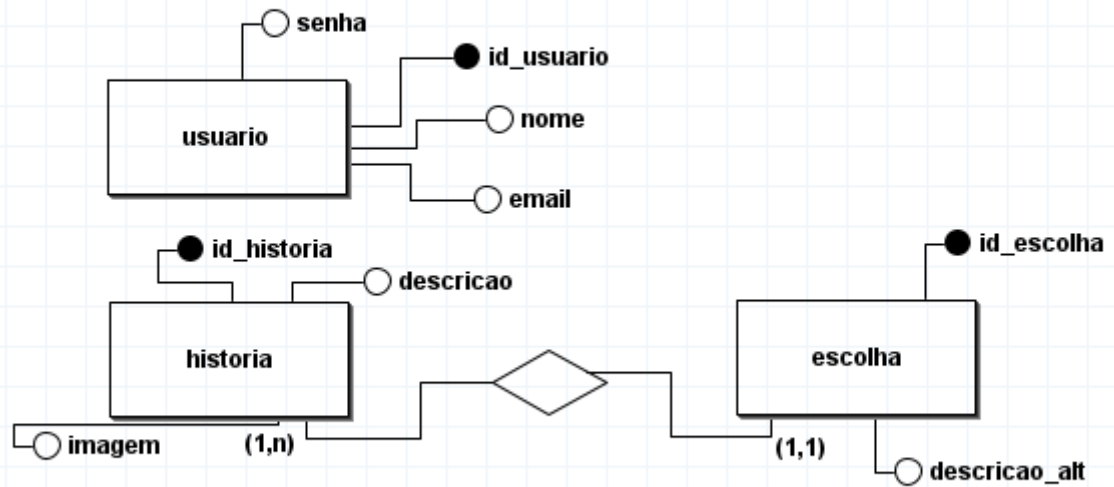 senha
id_usuario
usuario
nome
email
id_historia
id_escolha
descricao
historia
escolha
imagem
(1,n)
(1,1)
descricao_alt